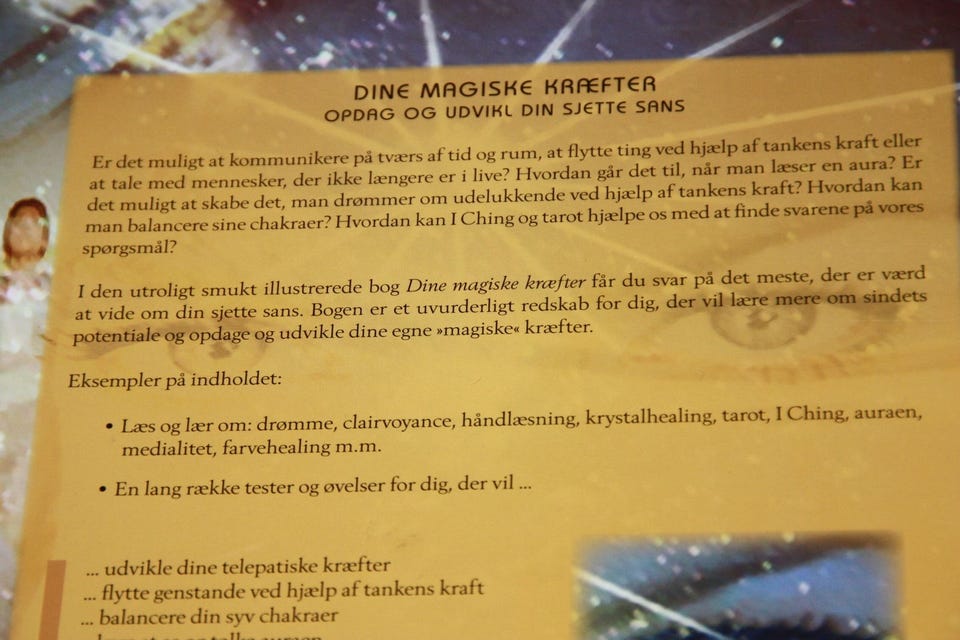 DINE MAGISKE KRÆFTER
OPDAG OG UDVIKL DIN SJETTE SANS
Er det muligt at kommunikere på tværs af tid og rum, at flytte ting ved hjælp af tankens kraft eller
at tale med mennesker, der ikke længere er i live? Hvordan går det til, når man læser en aura? Er
det muligt at skabe det, man drømmer om udelukkende ved hjælp af tankens kraft? Hvordan kan
man balancere sine chakraer? Hvordan kan I Ching og tarot hjælpe os med at finde svarene på vores
spørgsmål?
I den utroligt smukt illustrerede bog Dine magiske kræfter får du svar på det meste, der er værd
at vide om din sjette sans. Bogen er et uvurderligt redskab for dig, der vil lære mere om sindets
potentiale og opdage og udvikle dine egne »magiske« kræfter.
Eksempler på indholdet:
• Læs og lær om: drømme, clairvoyance, håndlæsning, krystalhealing, tarot, I Ching, auraen,
medialitet, farvehealing m.m.
• En lang række tester og øvelser for dig, der vil ...
... udvikle dine telepatiske kræfter
... flytte genstande ved hjælp af tankens kraft
... balancere din syv chakraer